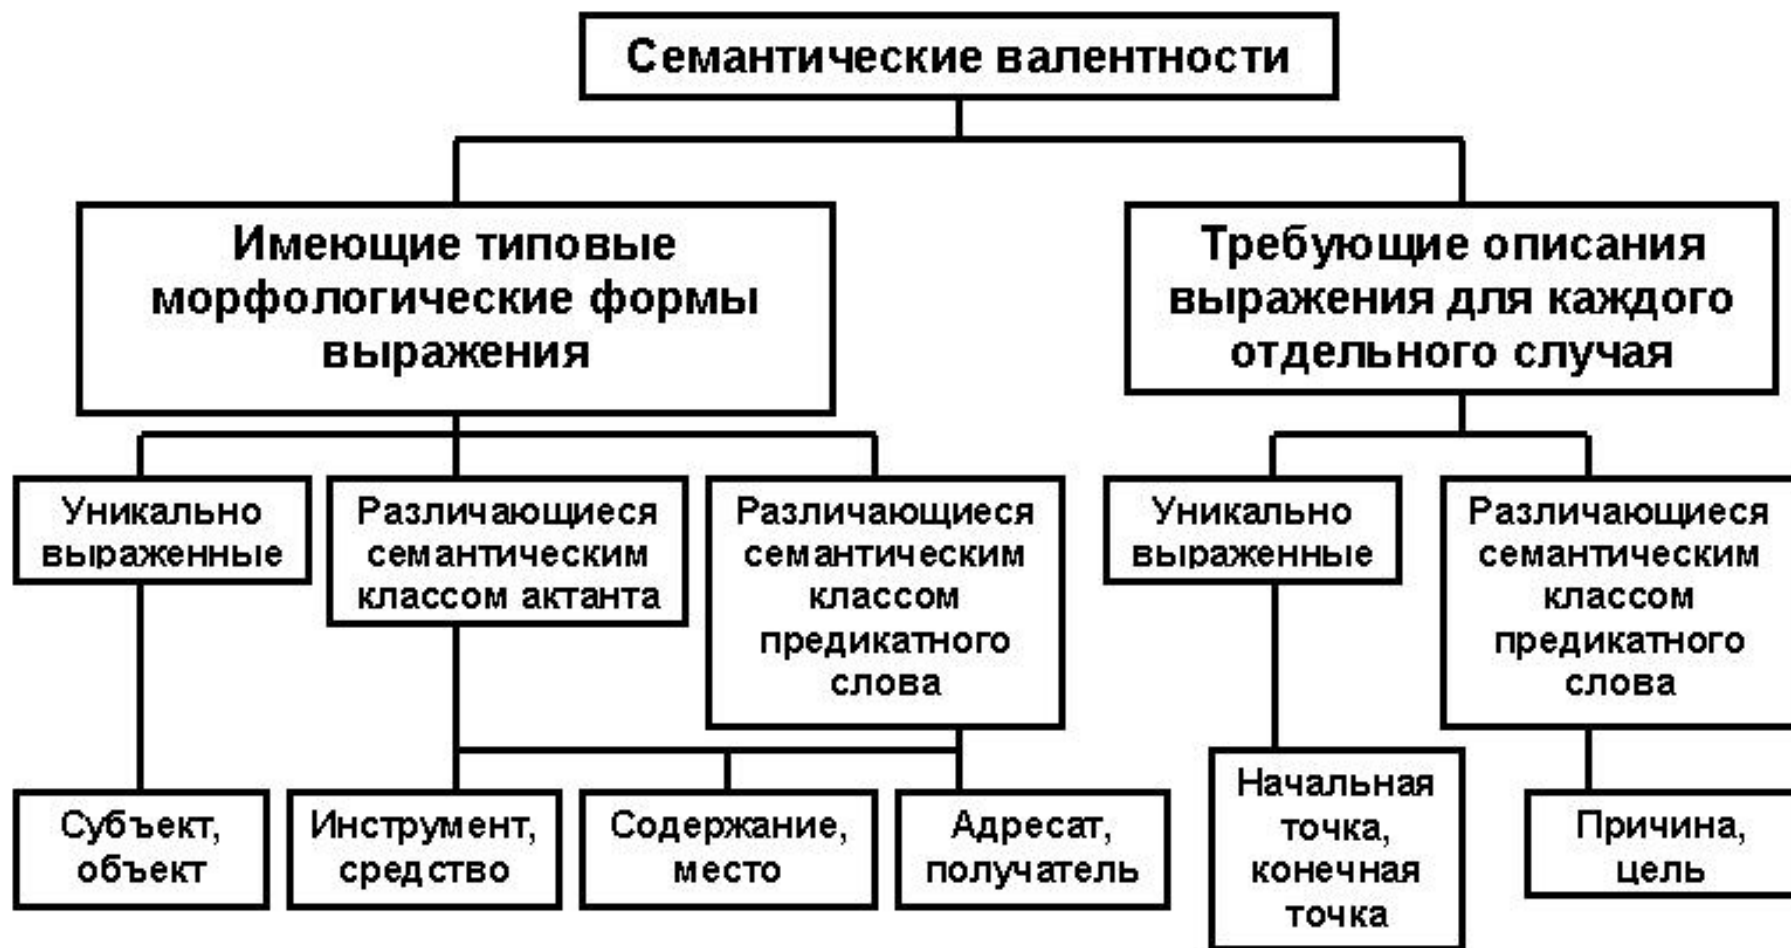 Семантические валентности
Имеющие типовые
морфологические формы
выражения
Требующие описания
выражения для каждого
отдельного случая
Уникально
выраженные
Различающиеся
семантическим
классом актанта
Различающиеся
семантическим
классом
предикатного
слова
Уникально
выраженные
Различающиеся
семантическим
классом
предикатного
слова
Субъект,
объект
Инструмент,
средство
Содержание,
место
Адресат,
получатель
Начальная
точка,
конечная
точка
Причина,
цель